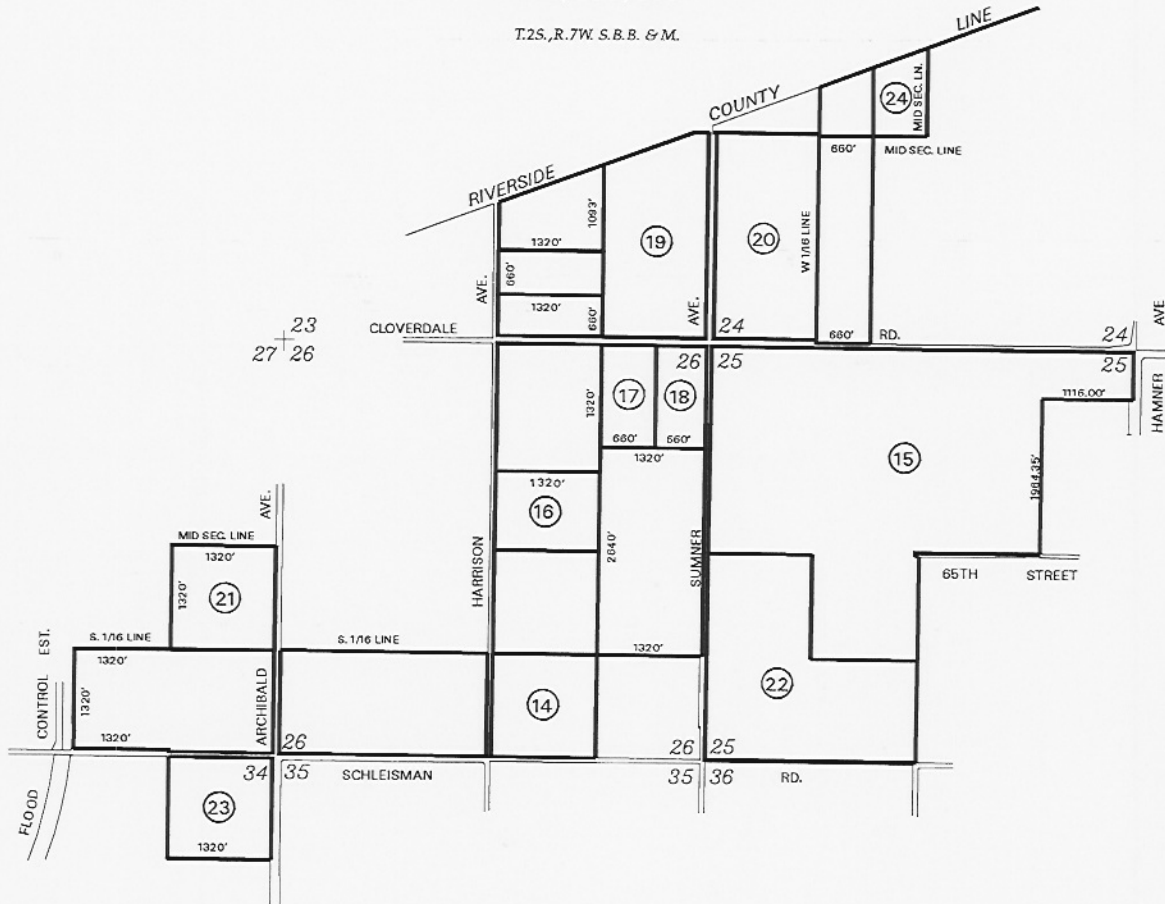 T.2S.,R.7W. S.B.B. & M.
LINE
COUNTY
24
MID SEC. LN.
660'
MID SEC. LINE
RIVERSIDE
1093'
1320'
19
20
W 1/16 LINE
660'
1320'
660'
AVE.
AVE.
AVE
23
27 26
CLOVERDALE
24
660'
RD.
24
26 25
25
HAMNER
1116.00'
1320'
17
18
660'
660'
1320'
15
1964.35'
1320'
16
AVE.
HARRISON
2640'
SUMNER
65TH STREET
MID SEC. LINE
1320'
1320'
21
S. 1/16 LINE
S. 1/16 LINE
1320'
1320'
CONTROL EST.
1320'
ARCHIBALD
22
14
1320'
26
26 25
34 35
SCHLEISMAN
35 36
RD.
FLOOD
23
1320'